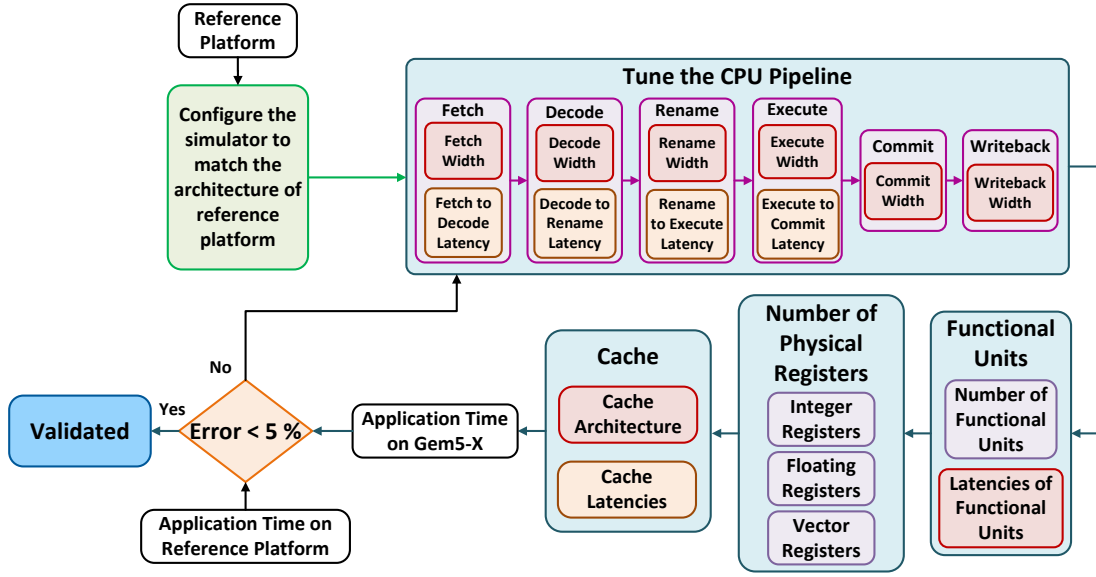 Reference
Platform
Configure the
simulator to
match the
architecture of
reference
platform
Tune the CPU Pipeline
Fetch
Fetch
Width
Fetch to
Decode
Latency
Decode
Decode
Width
Decode to
Rename
Latency
Rename
Rename
Width
Rename
to Execute
Latency
Execute
Execute
Width
Execute to
Commit
Latency
Commit
Commit
Width
Writeback
Writeback
Width
Functional
Units
Number of
Functional
Units
Latencies of
Functional
Units
Number of
Physical
Registers
Integer
Registers
Floating
Registers
Vector
Registers
Cache
Cache
Architecture
Cache
Latencies
Application Time
on Gem5-X
Error < 5 %
No
Yes
Validated
Application Time on
Reference Platform